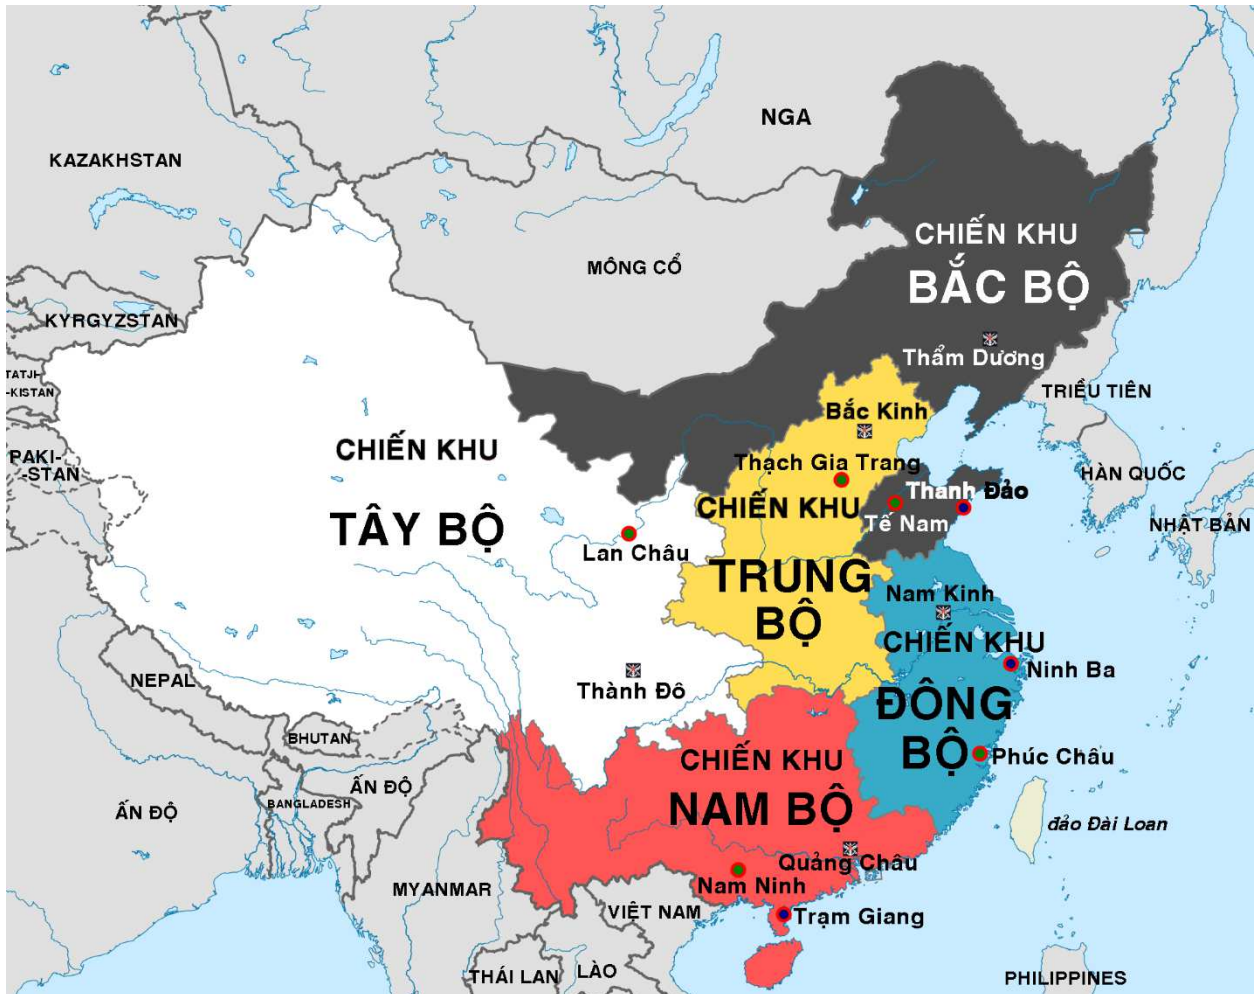 NGA
KAZAKHSTAN
CHIẾN KHU
BẮC BỘ
MÔNG CỔ
KYRGYZSTAN
Thẩm Dương
TATJI-
-KISTAN
TRIỀU TIÊN
Bắc Kinh
CHIẾN KHU
TÂY BỘ
PAKI-
-STAN
Thạch Gia Trang
HÀN QUỐC
CHIẾN KHU
TRUNG
BỘ
Thanh Đảo
Tế Nam
NHẬT BẢN
Lan Châu
Nam Kinh
CHIẾN KHU
ĐÔNG
BỘ
Ninh Ba
NEPAL
Thành Đô
BHUTAN
CHIẾN KHU
NAM BỘ
Phúc Châu
ẤN ĐỘ
BANGLADESH
ẤN ĐỘ
đảo Đài Loan
Quảng Châu
Nam Ninh
MYANMAR
VIỆT NAM
Trạm Giang
THÁI LAN
LÀO
PHILIPPINES